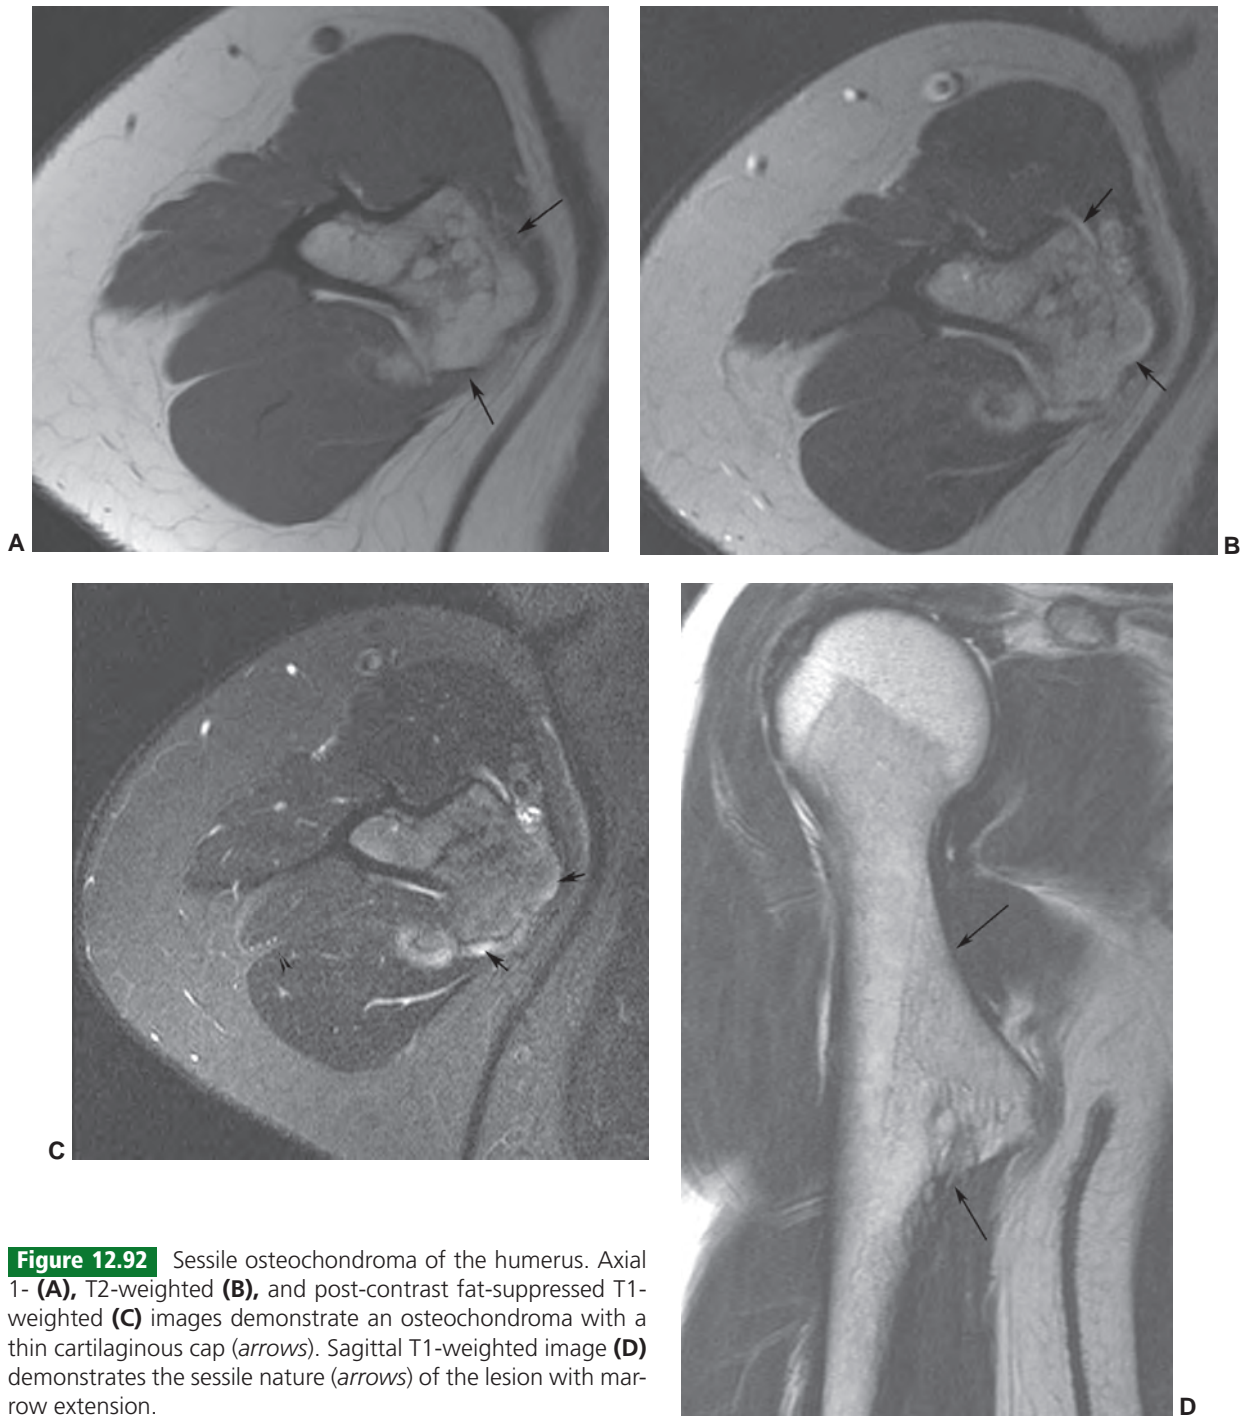 A
B
C
D
Figure 12.92 Sessile osteochondroma of the humerus. Axial
1- (A), T2-weighted (B), and post-contrast fat-suppressed T1-
weighted (C) images demonstrate an osteochondroma with a
thin cartilaginous cap (arrows). Sagittal T1-weighted image (D)
demonstrates the sessile nature (arrows) of the lesion with mar-
row extension.